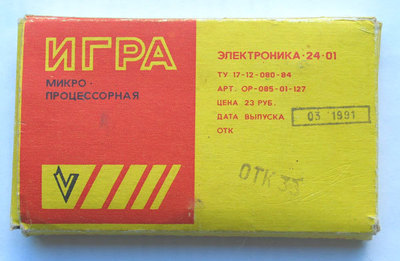 ИГРА
МИКРО-
ПРОЦЕССОРНАЯ
ЭЛЕКТРОНИКА·24·01
ТУ 17-12-080-84
АРТ. ОР-085-01-127
ЦЕНА 23 РУБ.
ДАТА ВЫПУСКА 03 1991
ОТК
ОТК 33